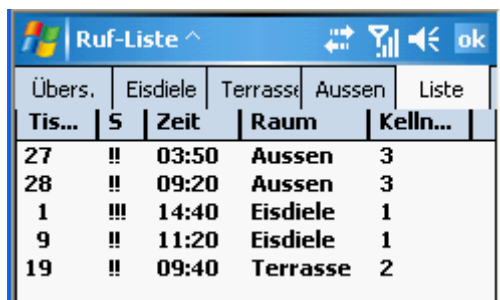 Ruf-Liste ^ ok
Übers. Eisdiele Terrasse Aussen Liste
Tis... S Zeit Raum Kelln...
27 !! 03:50 Aussen 3
28 !! 09:20 Aussen 3
1 !!! 14:40 Eisdiele 1
9 !! 11:20 Eisdiele 1
19 !! 09:40 Terrasse 2